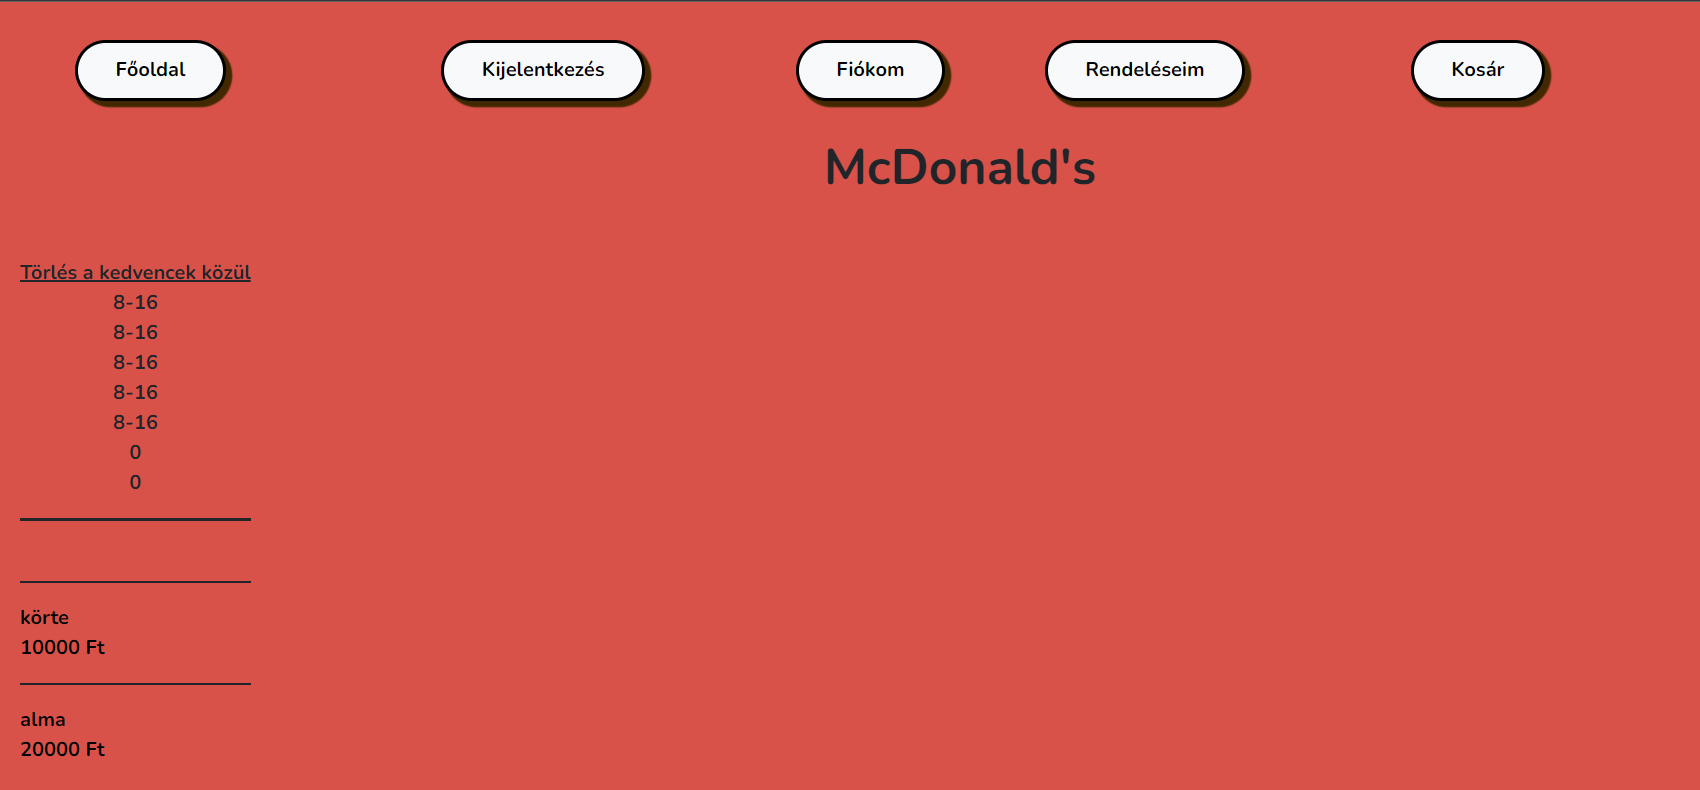 Főoldal
Kijelentkezés
Fiókom
Rendeléseim
Kosár
McDonald's
Törlés a kedvencek közül
8-16
8-16
8-16
8-16
8-16
0
0
körte
10000 Ft
alma
20000 Ft